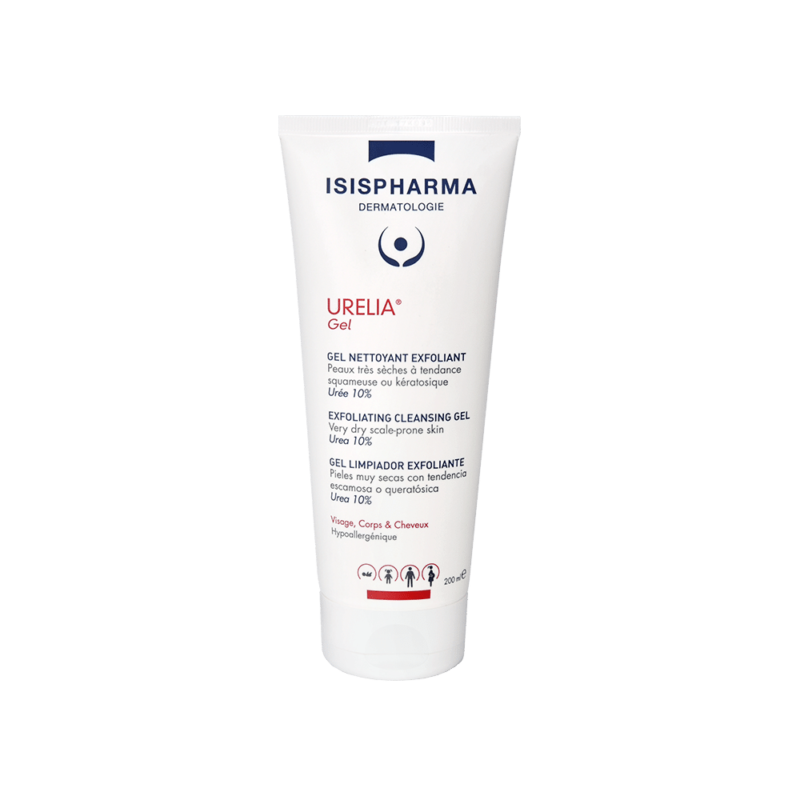 ISISPHARMA
DERMATOLOGIE
URELIA®
Gel
GEL NETTOYANT EXFOLIANT
Peaux très sèches à tendance
squameuse ou kératosique
Urée 10%
EXFOLIATING CLEANSING GEL
Very dry scale-prone skin
Urea 10%
GEL LIMPIADOR EXFOLIANTE
Pieles muy secas con tendencia
escamosa o queratósica
Urea 10%
Visage, Corps & Cheveux
Hypoallergénique
200 ml ℮